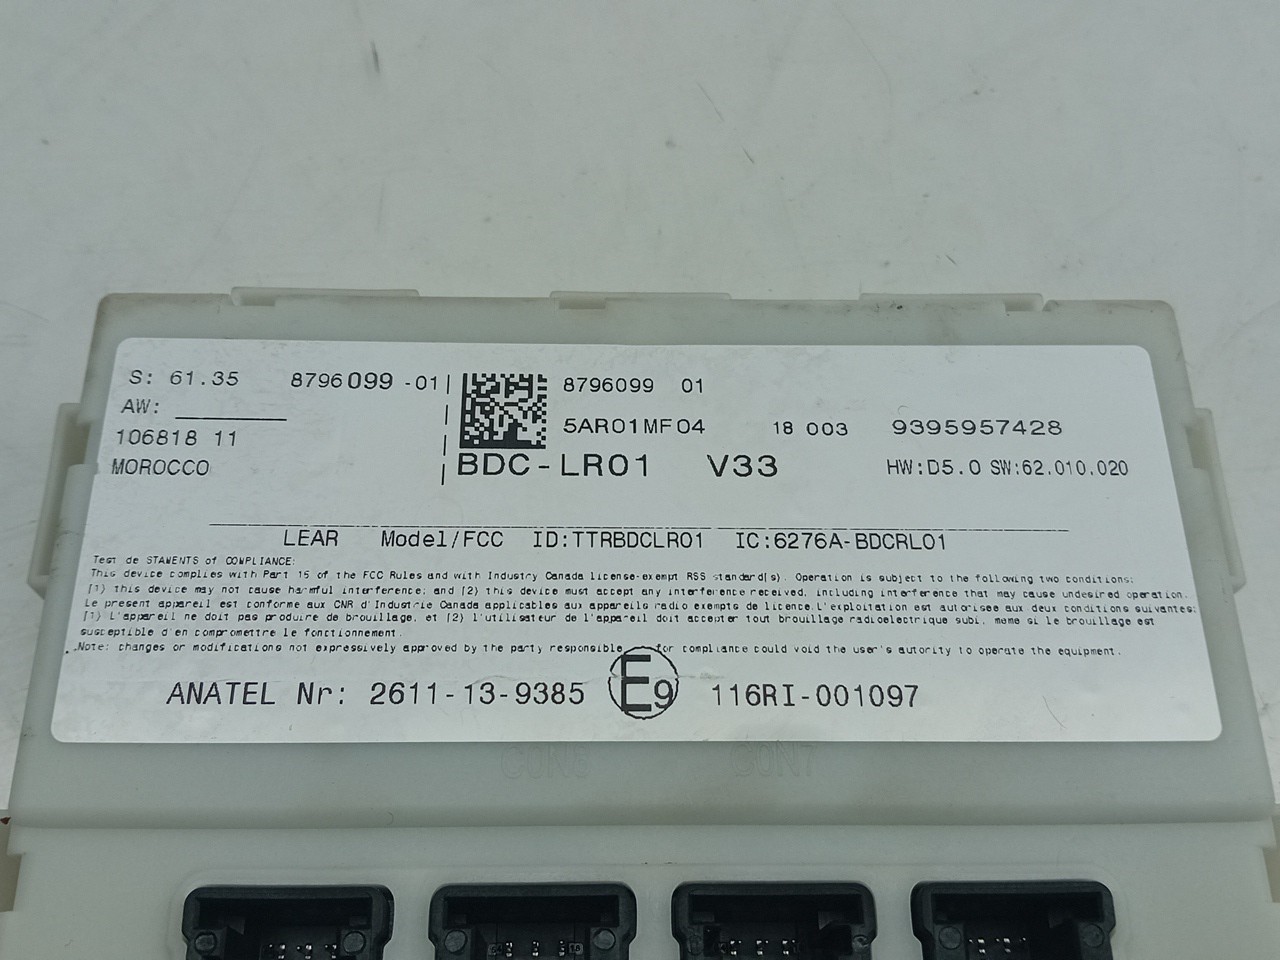 S: 61.35 8796099-01
AW:
106818 11
MOROCCO
8796099 01
5AR01MF04 18 003 9395957428
BDC-LR01 V33 HW:D5.0 SW:62.010.020
LEAR Model/FCC ID:TTRBDCLR01 IC:6276A-BDCRL01
Test de STAMENTS of COMPLIANCE:
This device complies with Part 15 of the FCC Rules and with Industry Canada license-exempt RSS standard(s). Operation is subject to the following two conditions:
(1) this device may not cause harmful interference; and (2) this device must accept any interference received, including interference that may cause undesired operation.
Le present appareil est conforme aux CNR d'Industrie Canada applicables aux appareils radio exempts de licence.L'exploitation est autorisee aux deux conditions suivantes:
(1) L'appareil ne doit pas produire de brouillage, et (2) l'utilisateur de l'appareil doit accepter tout brouillage radioelectrique subi, meme si le brouillage est
susceptible d'en compromettre le fonctionnement.
Note: changes or modifications not expressively approved by the party responsible for compliance could void the user's autority to operate the equipment.
ANATEL Nr: 2611-13-9385 E9 116RI-001097
CON6 CON7